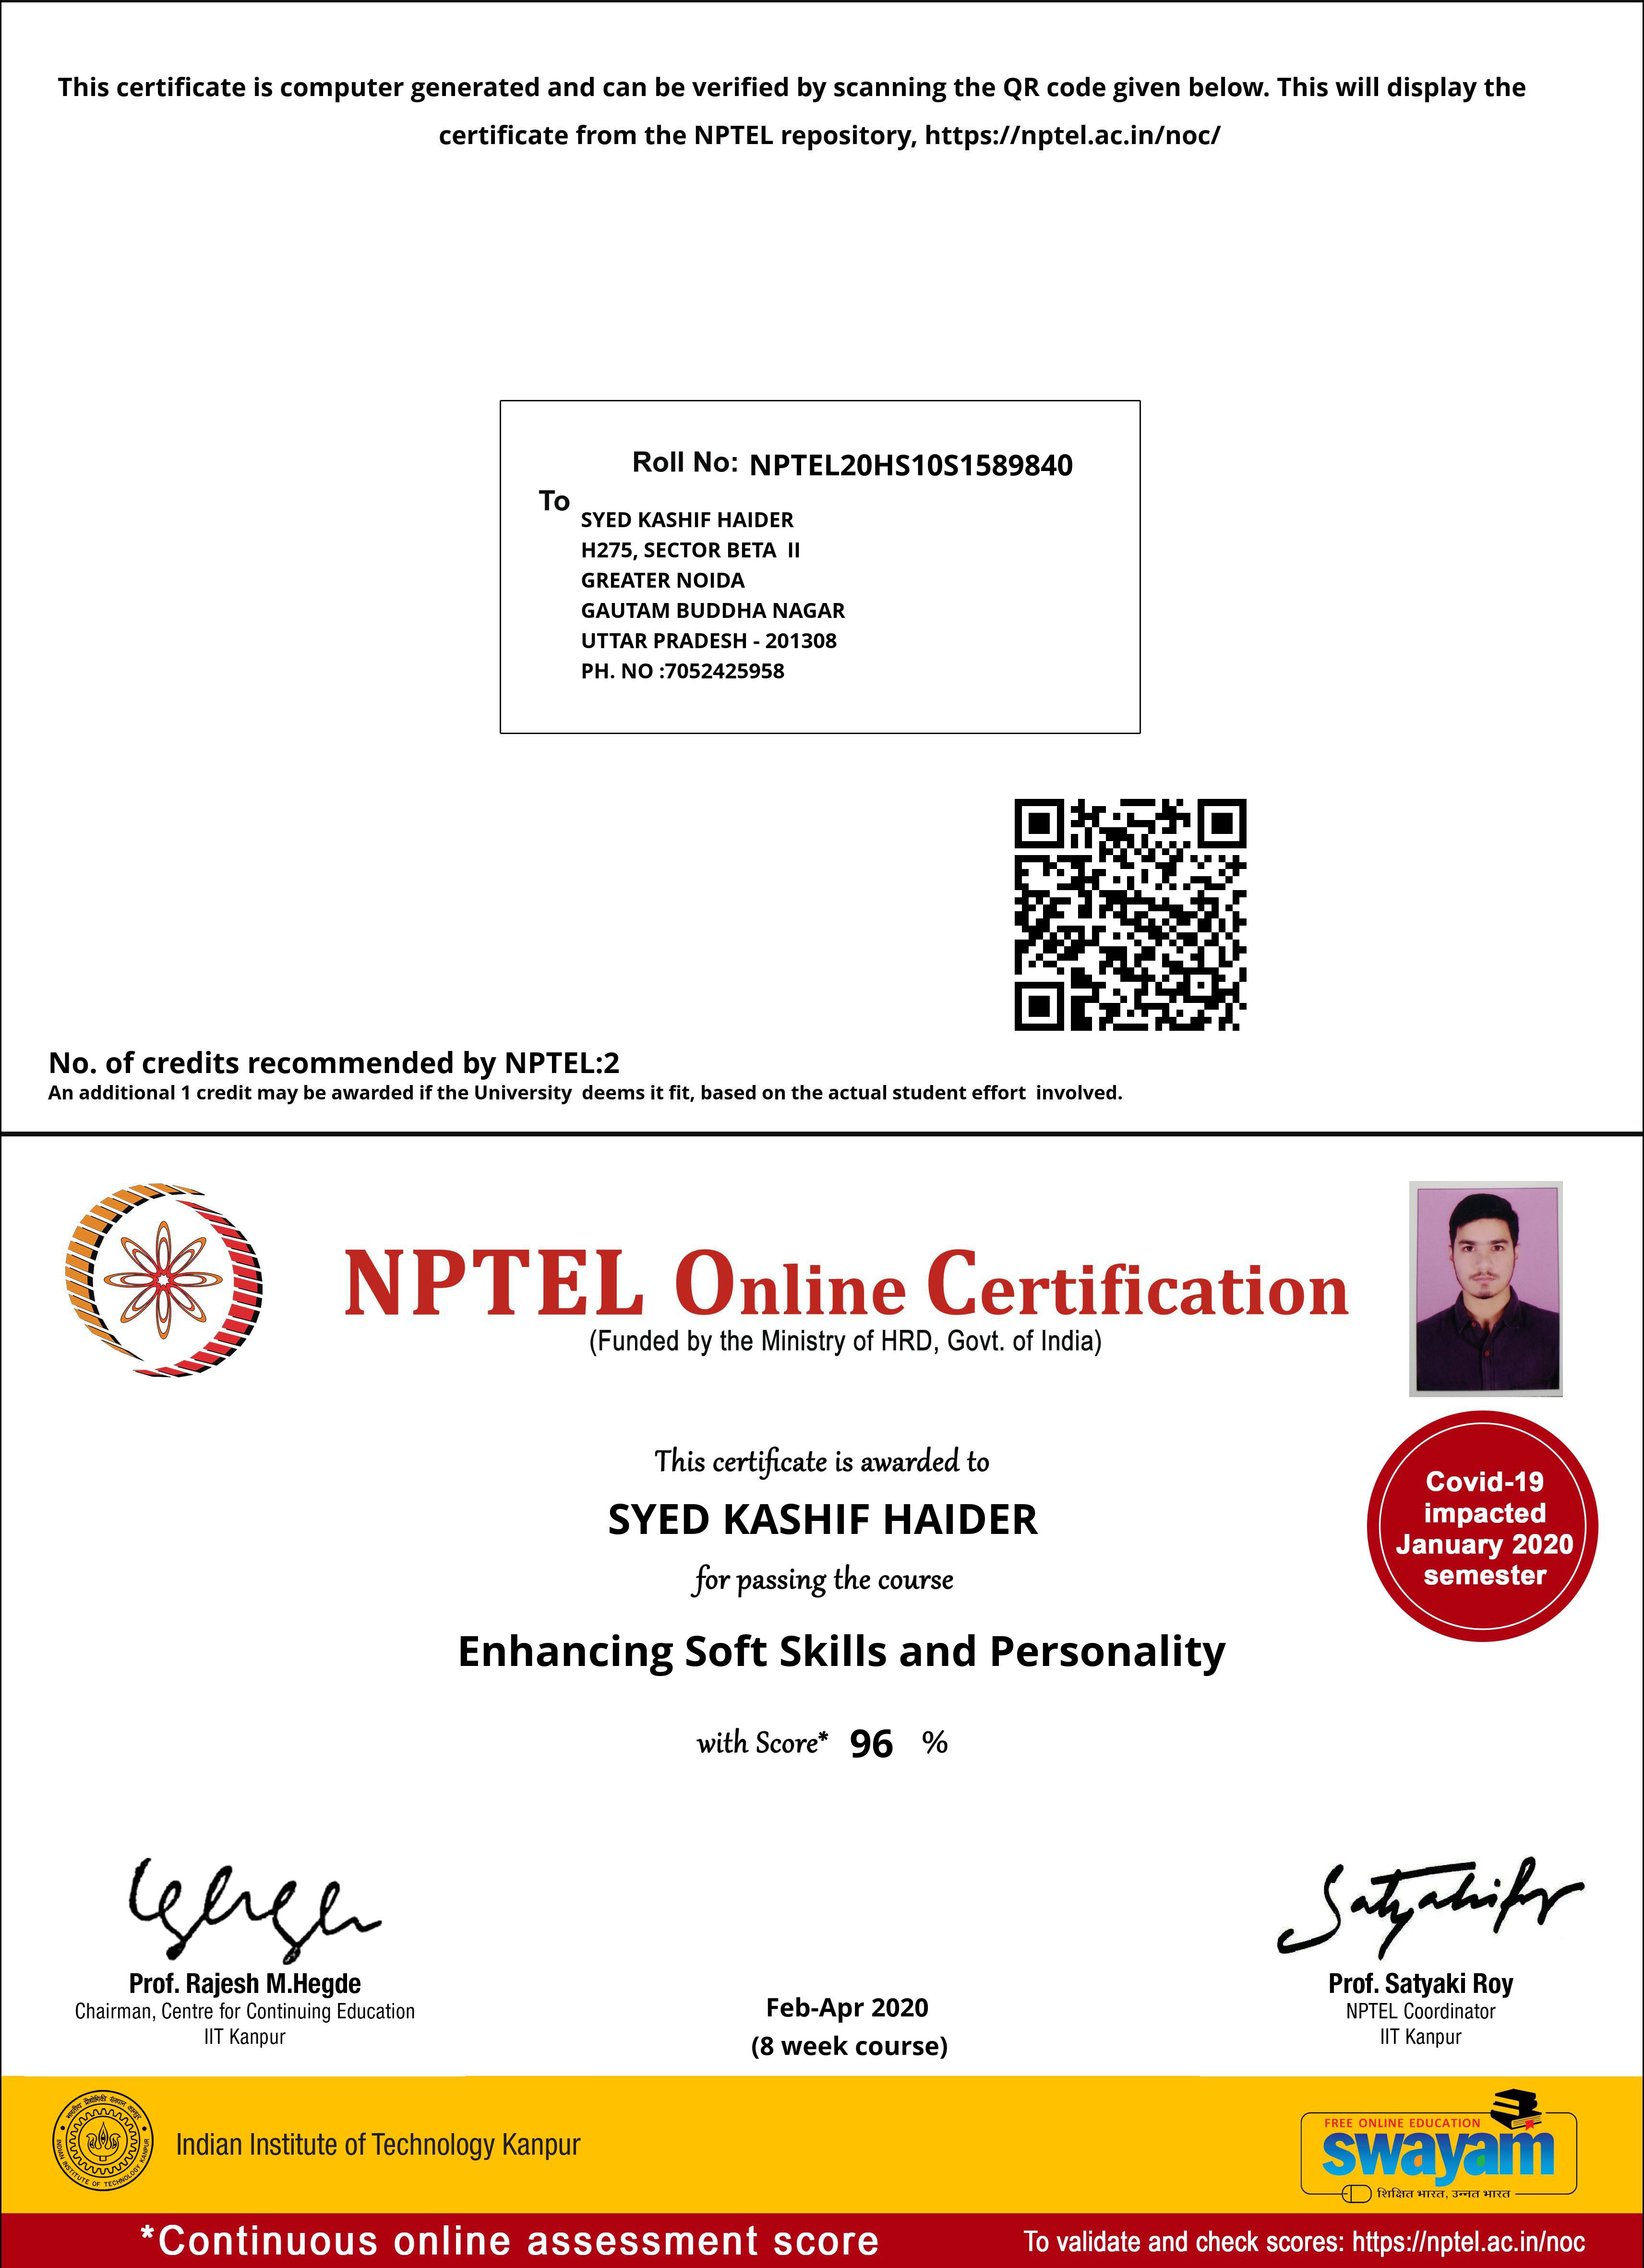 This certificate is computer generated and can be verified by scanning the QR code given below. This will display the
certificate from the NPTEL repository, https://nptel.ac.in/noc/
Roll No: NPTEL20HS10S1589840
To
SYED KASHIF HAIDER
H275, SECTOR BETA  II
GREATER NOIDA
GAUTAM BUDDHA NAGAR
UTTAR PRADESH - 201308
PH. NO :7052425958
No. of credits recommended by NPTEL:2
An additional 1 credit may be awarded if the University  deems it fit, based on the actual student effort  involved.
NPTEL Online Certification
(Funded by the Ministry of HRD, Govt. of India)
This certificate is awarded to
SYED KASHIF HAIDER
for passing the course
Enhancing Soft Skills and Personality
with Score* 96 %
Covid-19
impacted
January 2020
semester
Prof. Rajesh M.Hegde
Chairman, Centre for Continuing Education
IIT Kanpur
Feb-Apr 2020
(8 week course)
Prof. Satyaki Roy
NPTEL Coordinator
IIT Kanpur
भारतीय प्रौद्योगिकी संस्थान कानपुर
INDIAN INSTITUTE OF TECHNOLOGY KANPUR
Indian Institute of Technology Kanpur
FREE ONLINE EDUCATION
swayam
शिक्षित भारत, उन्नत भारत
*Continuous online assessment score
To validate and check scores: https://nptel.ac.in/noc